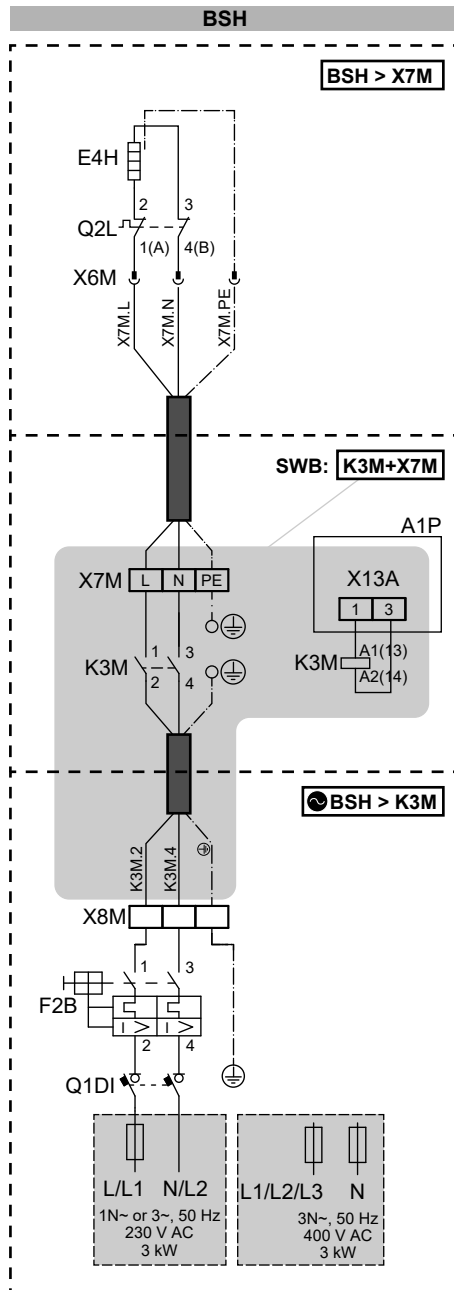 BSH
BSH > X7M
E4H
2 3
Q2L
1(A) 4(B)
X6M
X7M.L X7M.N X7M.PE
SWB: K3M+X7M
A1P
X7M L N PE
X13A
1 3
K3M 1 3
2 4
K3M A1(13)
A2(14)
BSH > K3M
K3M.2 K3M.4
X8M
1 3
F2B
I > I >
2 4
Q1DI
L/L1 N/L2
1N~ or 3~, 50 Hz
230 V AC
3 kW
L1/L2/L3 N
3N~, 50 Hz
400 V AC
3 kW